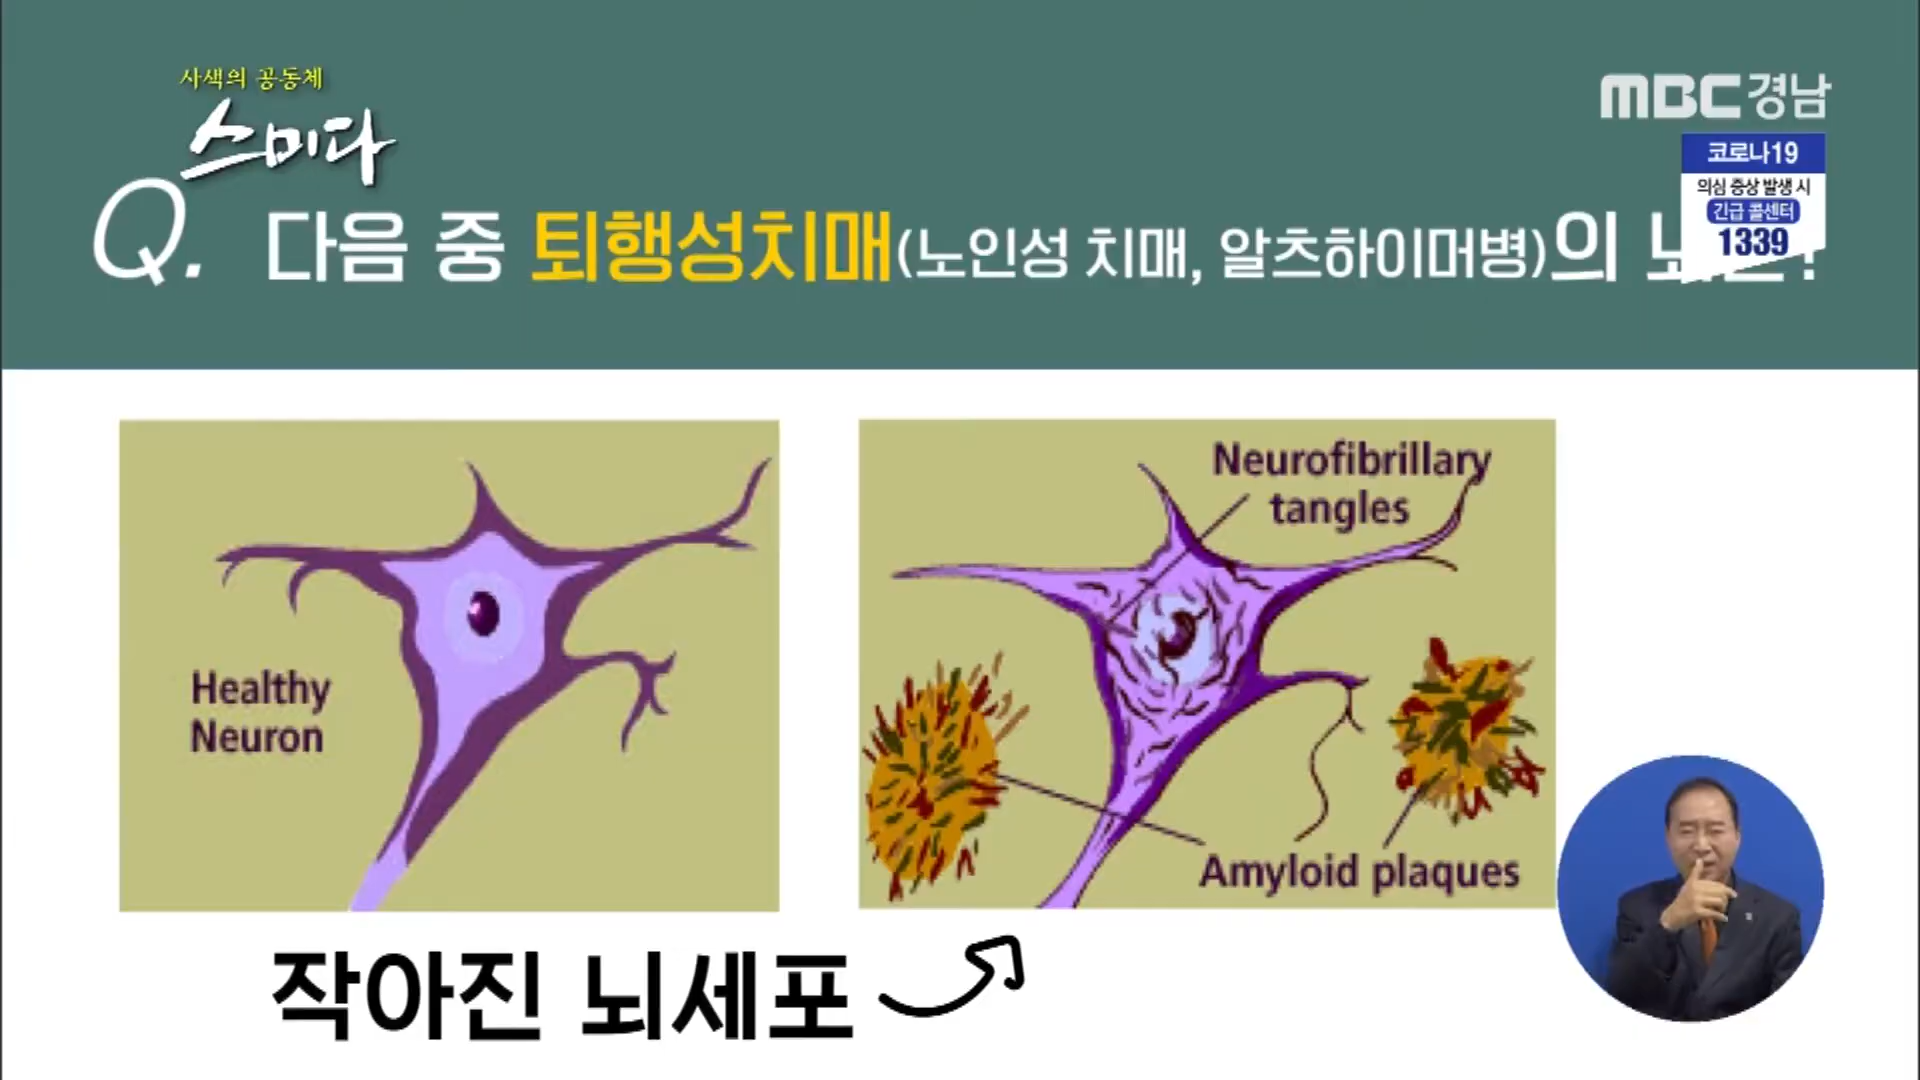 사색의 공동체
스미다
MBC경남
코로나19
의심 증상 발생 시
긴급 콜센터
1339
Q. 다음 중 퇴행성치매(노인성 치매, 알츠하이머병)의
Healthy
Neuron
Neurofibrillary
tangles
Amyloid plaques
작아진 뇌세포